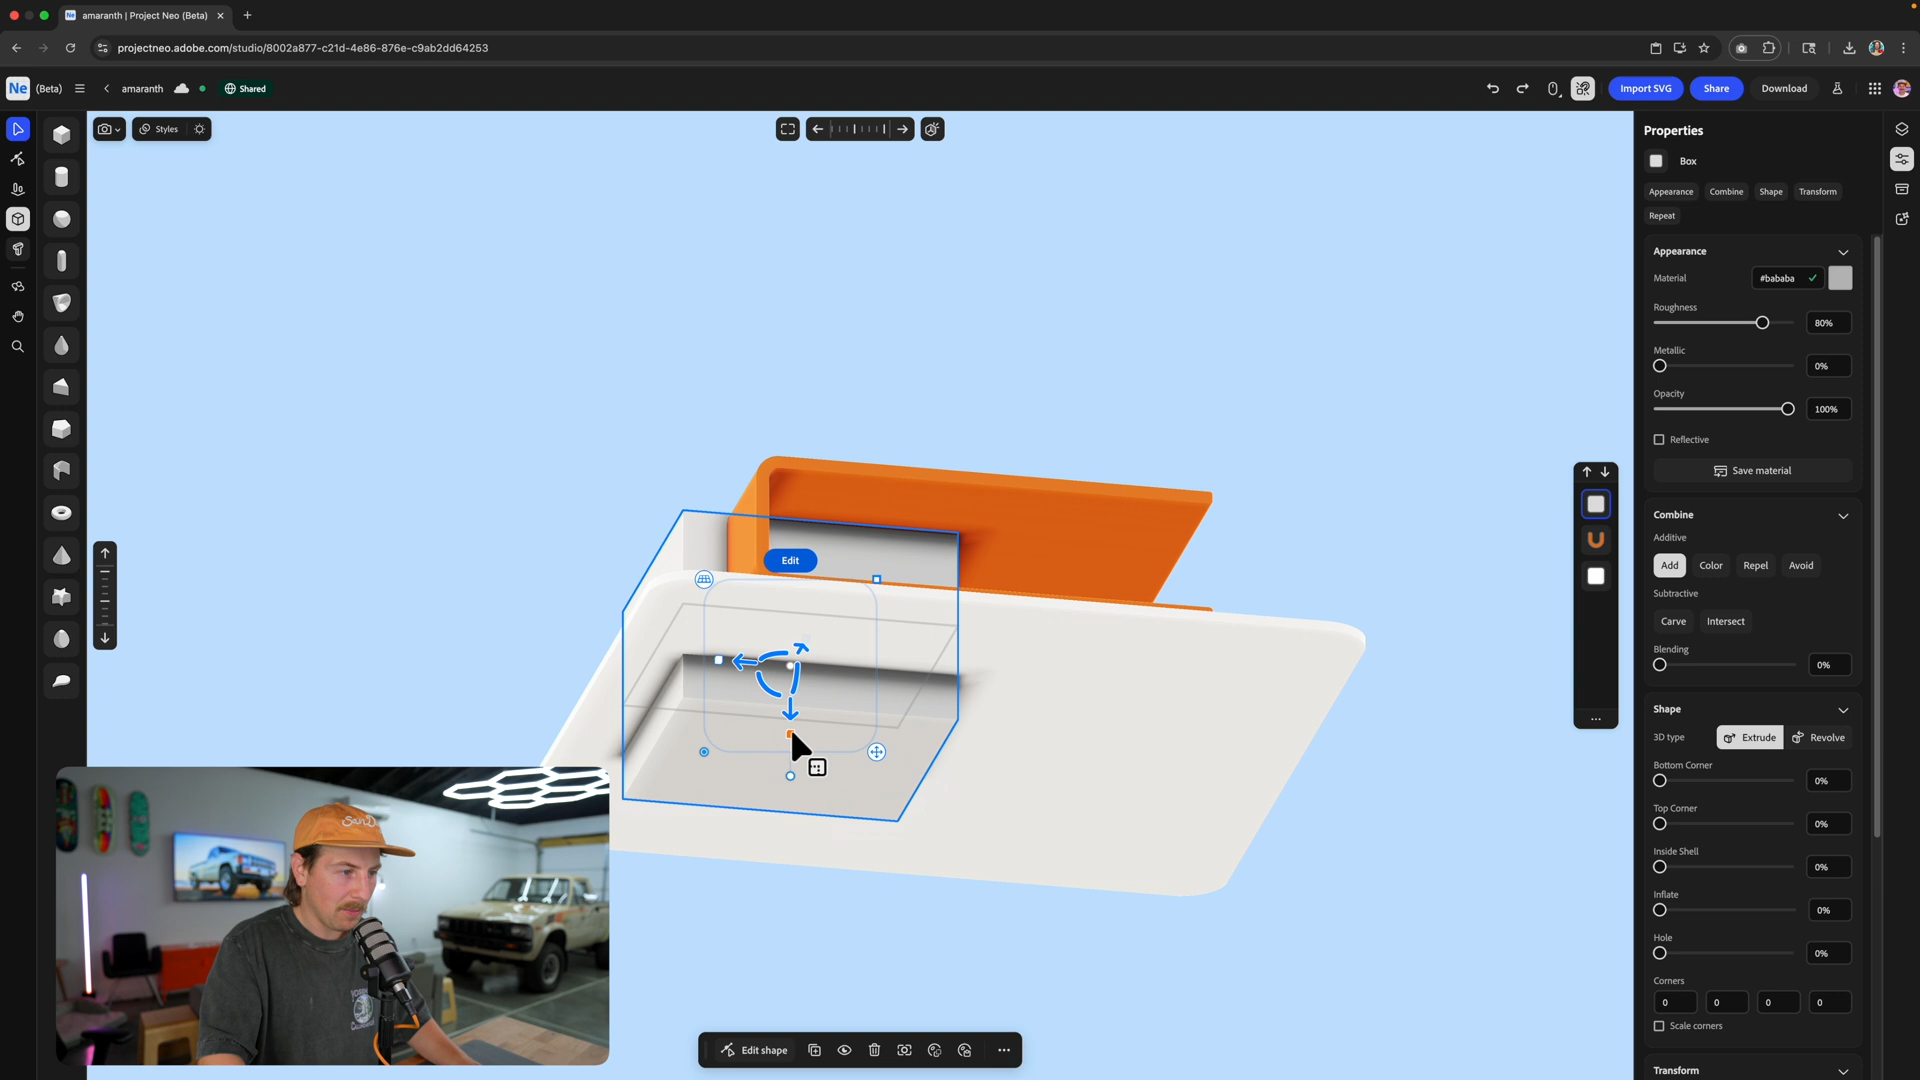 Ne
amaranth | Project Neo (Beta)
projectneo.adobe.com/studio/8002a877-c21d-4e86-876e-c9ab2dd64253
Ne (Beta)
amaranth
Shared
Import SVG
Share
Download
Styles
Edit
Edit shape
Properties
Box
Appearance
Combine
Shape
Transform
Repeat
Appearance
Material
#bababa
Roughness
80%
Metallic
0%
Opacity
100%
Reflective
Save material
Combine
Additive
Add
Color
Repel
Avoid
Subtractive
Carve
Intersect
Blending
0%
Shape
3D type
Extrude
Revolve
Bottom Corner
0%
Top Corner
0%
Inside Shell
0%
Inflate
0%
Hole
0%
Corners
0
0
0
0
Scale corners
Transform